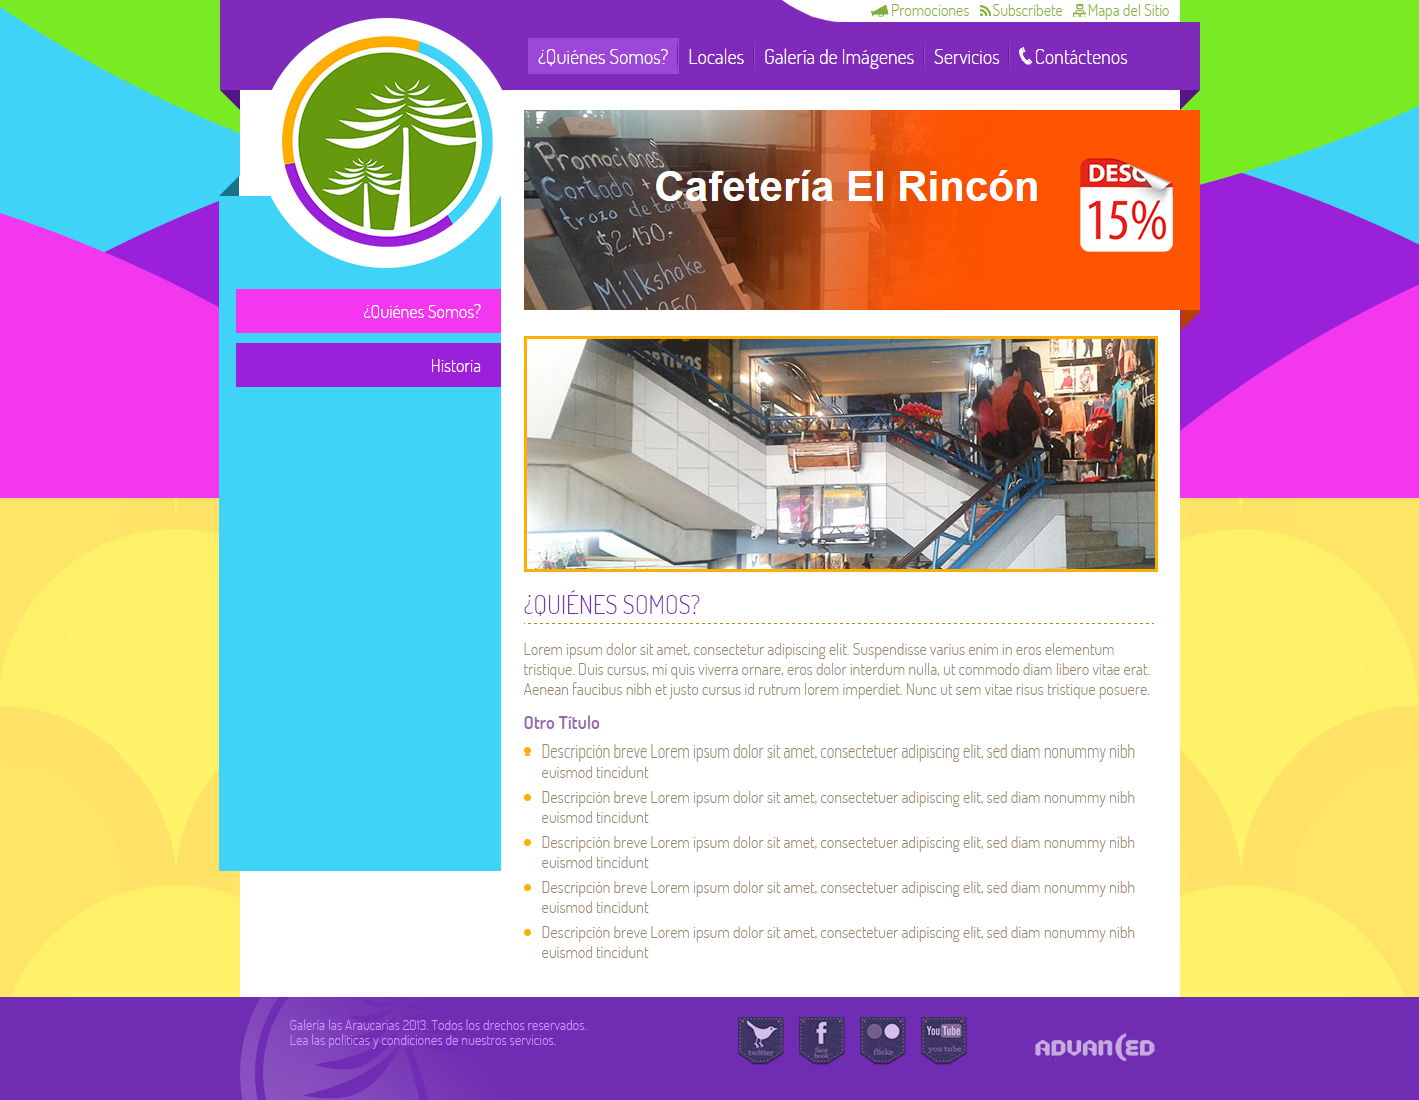 Promociones Subscribete Mapa del Sitio
¿Quiénes Somos? Locales Galería de Imágenes Servicios Contáctenos
"Promociones"
Cortado +
trozo de torta
$2.150.-
Milkshake
Cafetería El Rincón
DESC
15%
¿Quiénes Somos?
Historia
¿QUIÉNES SOMOS?
Lorem ipsum dolor sit amet, consectetur adipiscing elit. Suspendisse varius enim in eros elementum
tristique. Duis cursus, mi quis viverra ornare, eros dolor interdum nulla, ut commodo diam libero vitae erat.
Aenean faucibus nibh et justo cursus id rutrum lorem imperdiet. Nunc ut sem vitae risus tristique posuere.
Otro Título
Descripción breve Lorem ipsum dolor sit amet, consectetuer adipiscing elit, sed diam nonummy nibh
euismod tincidunt
Descripción breve Lorem ipsum dolor sit amet, consectetuer adipiscing elit, sed diam nonummy nibh
euismod tincidunt
Descripción breve Lorem ipsum dolor sit amet, consectetuer adipiscing elit, sed diam nonummy nibh
euismod tincidunt
Descripción breve Lorem ipsum dolor sit amet, consectetuer adipiscing elit, sed diam nonummy nibh
euismod tincidunt
Descripción breve Lorem ipsum dolor sit amet, consectetuer adipiscing elit, sed diam nonummy nibh
euismod tincidunt
Galería las Araucarias 2013. Todos los drechos reservados.
Lea las políticas y condiciones de nuestros servicios.
twitter
face
book
flickr
You Tube
you tube
ADVANCED